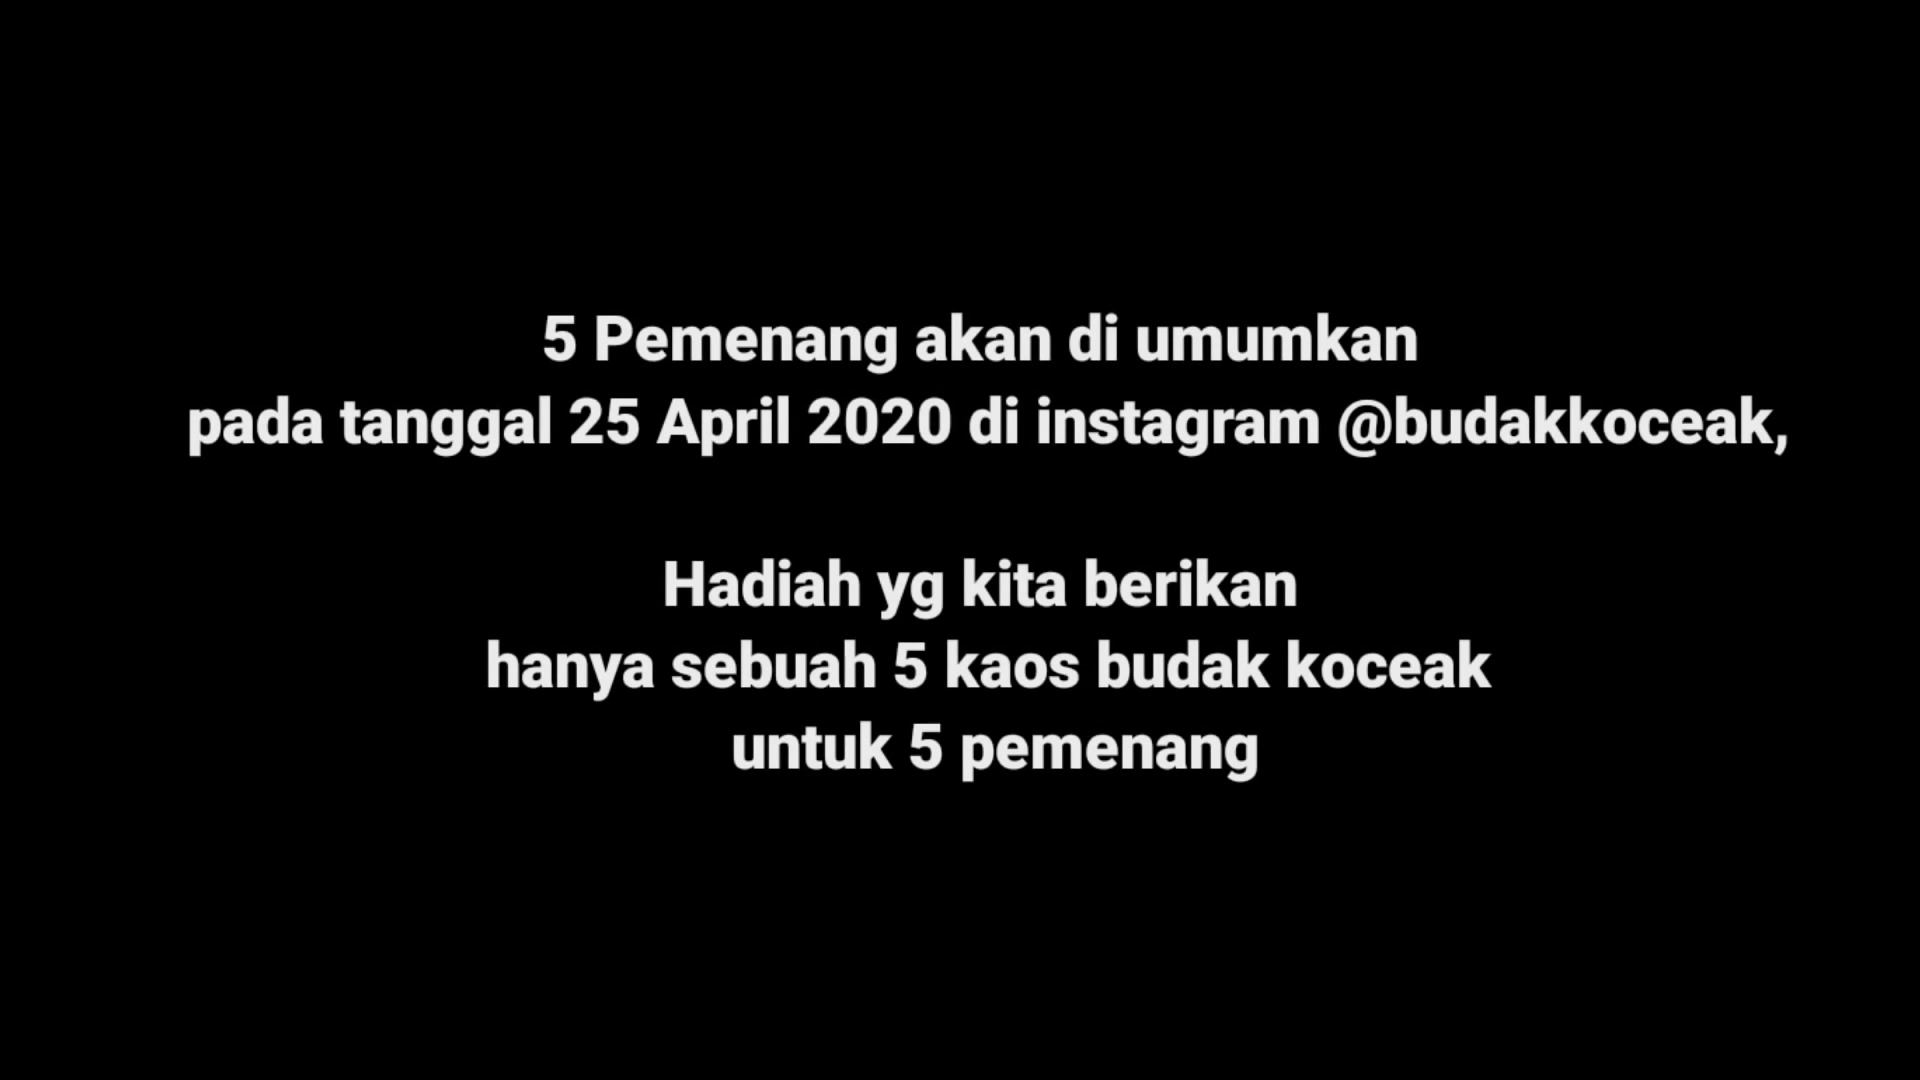 5 Pemenang akan di umumkan
pada tanggal 25 April 2020 di instagram @budakkoceak,
Hadiah yg kita berikan
hanya sebuah 5 kaos budak koceak
untuk 5 pemenang